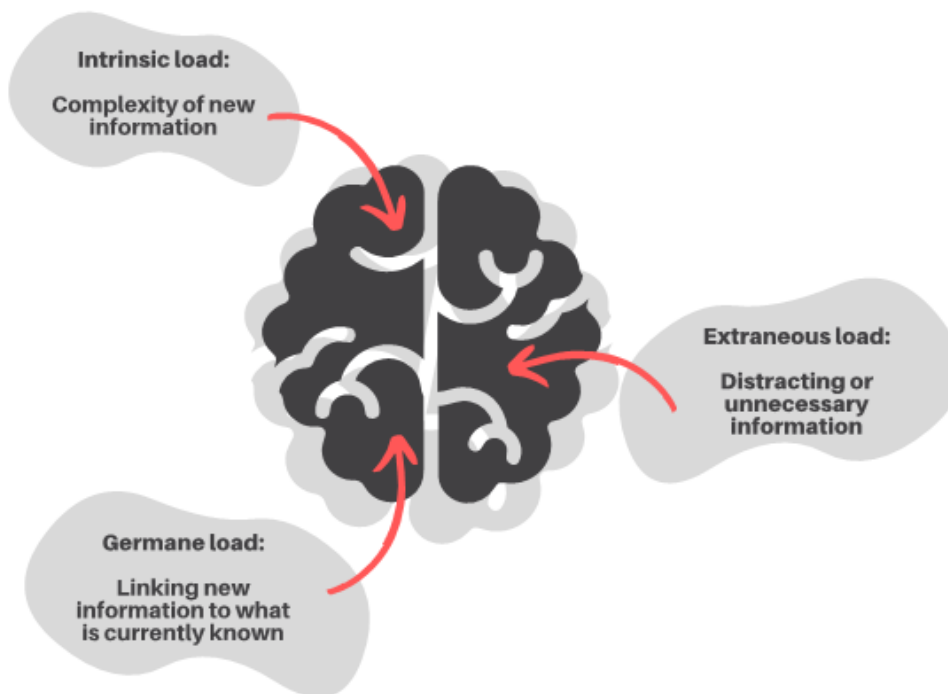 Intrinsic load:
Complexity of new
information
Extraneous load:
Distracting or
unnecessary
information
Germane load:
Linking new
information to what
is currently known